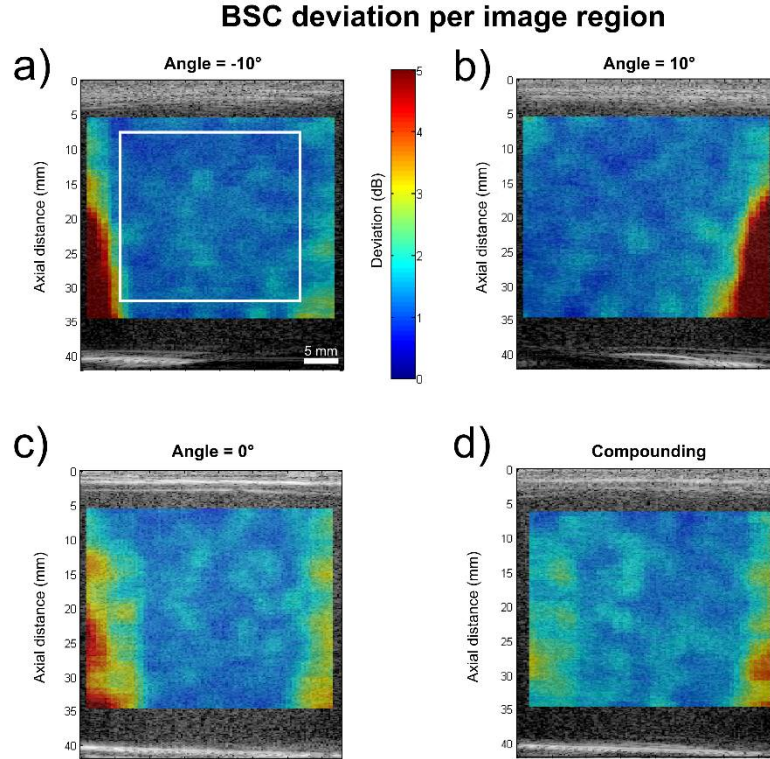 BSC deviation per image region
a)
Angle = -10°
0
5
10
15
20
25
30
35
40
Axial distance (mm)
5 mm
5
4
3
2
1
0
Deviation (dB)
b)
Angle = 10°
0
5
10
15
20
25
30
35
40
Axial distance (mm)
c)
Angle = 0°
0
5
10
15
20
25
30
35
40
Axial distance (mm)
d)
Compounding
0
5
10
15
20
25
30
35
40
Axial distance (mm)